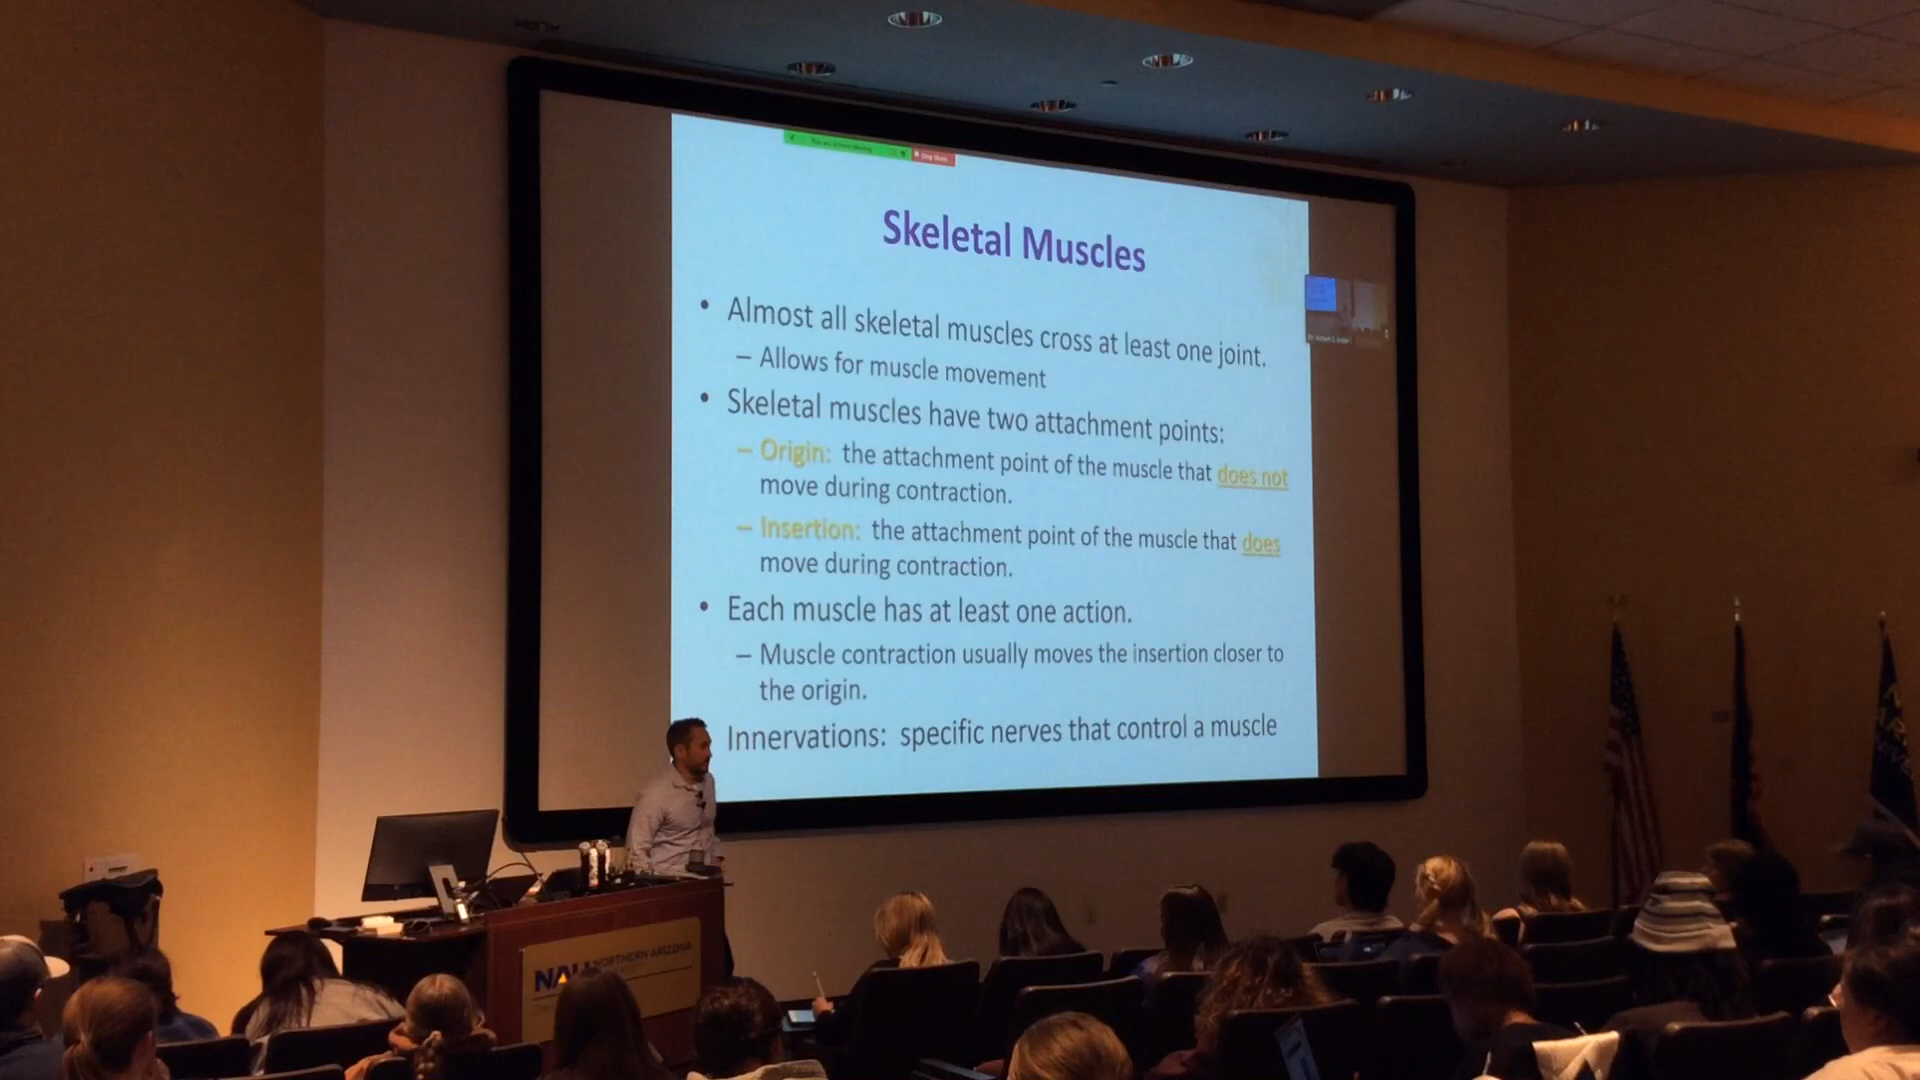 Skeletal Muscles
• Almost all skeletal muscles cross at least one joint.
– Allows for muscle movement
• Skeletal muscles have two attachment points:
– Origin: the attachment point of the muscle that does not
move during contraction.
– Insertion: the attachment point of the muscle that does
move during contraction.
• Each muscle has at least one action.
– Muscle contraction usually moves the insertion closer to
the origin.
Innervations: specific nerves that control a muscle
NAU NORTHERN ARIZONA